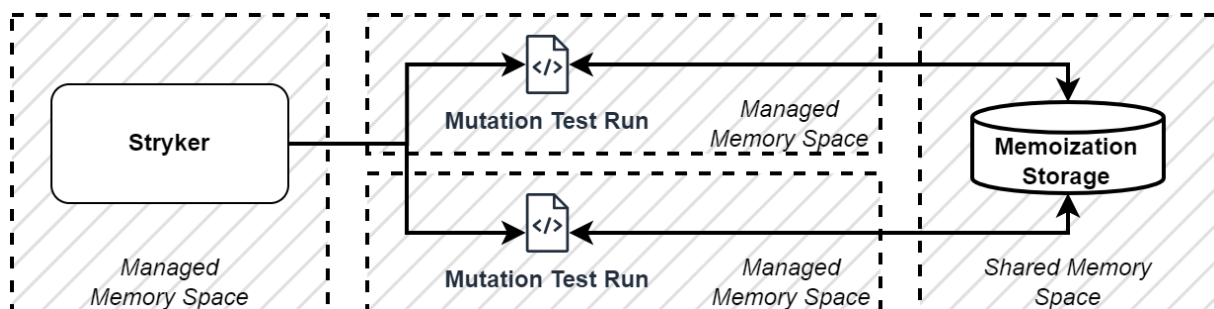 Stryker
Managed
Memory Space
</>
Mutation Test Run
Managed
Memory Space
</>
Mutation Test Run
Managed
Memory Space
Memoization
Storage
Shared Memory
Space